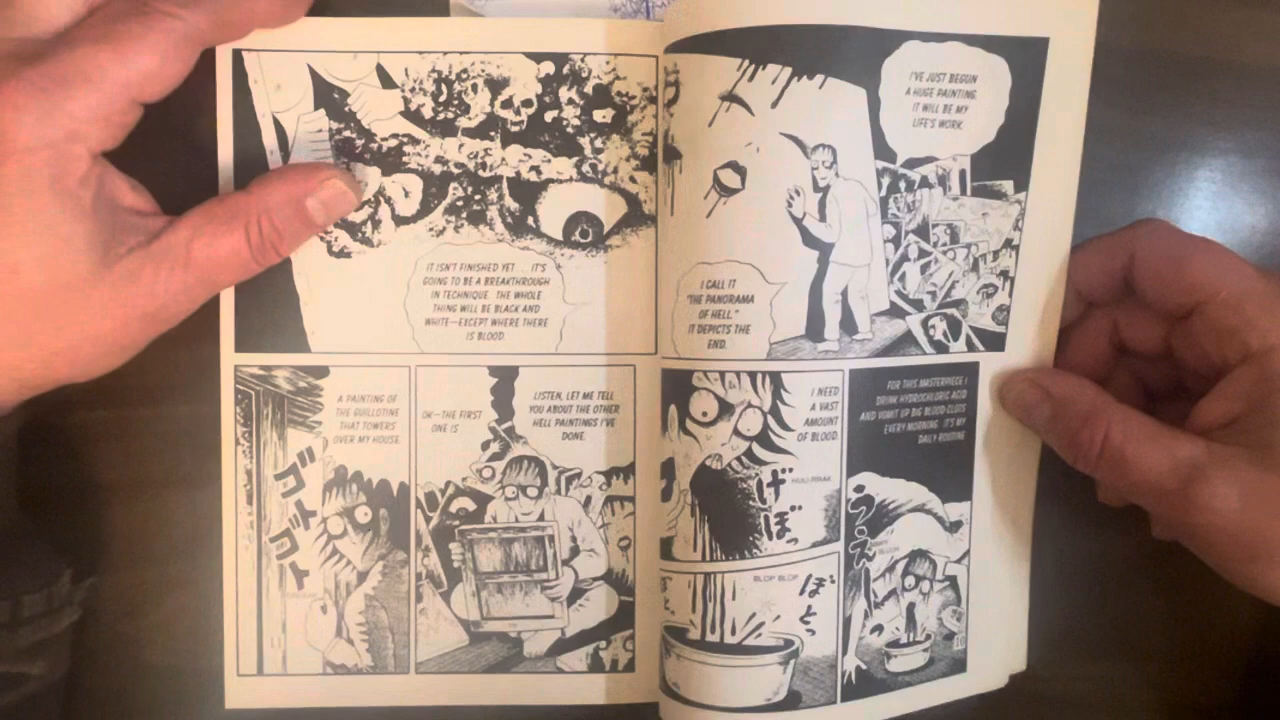 I'VE JUST BEGUN
A HUGE PAINTING.
IT WILL BE MY
LIFE'S WORK.
I CALL IT
"THE PANORAMA
OF HELL."
IT DEPICTS THE
END.
FOR THIS MASTERPIECE I
DRINK HYDROCHLORIC ACID
AND VOMIT UP BIG BLOOD CLOTS
EVERY MORNING. IT'S MY
DAILY ROUTINE
うえーっ
I NEED
A VAST
AMOUNT
OF BLOOD.
げぼっ
BLOP BLOP
ぼとっ
IT ISN'T FINISHED YET . . . IT'S
GOING TO BE A BREAKTHROUGH
IN TECHNIQUE. THE WHOLE
THING WILL BE BLACK AND
WHITE—EXCEPT WHERE THERE
IS BLOOD.
LISTEN, LET ME TELL
YOU ABOUT THE OTHER
HELL PAINTINGS I'VE
DONE.
OK—THE FIRST
ONE IS
A PAINTING OF
THE GUILLOTINE
THAT TOWERS
OVER MY HOUSE.
ゴトゴト